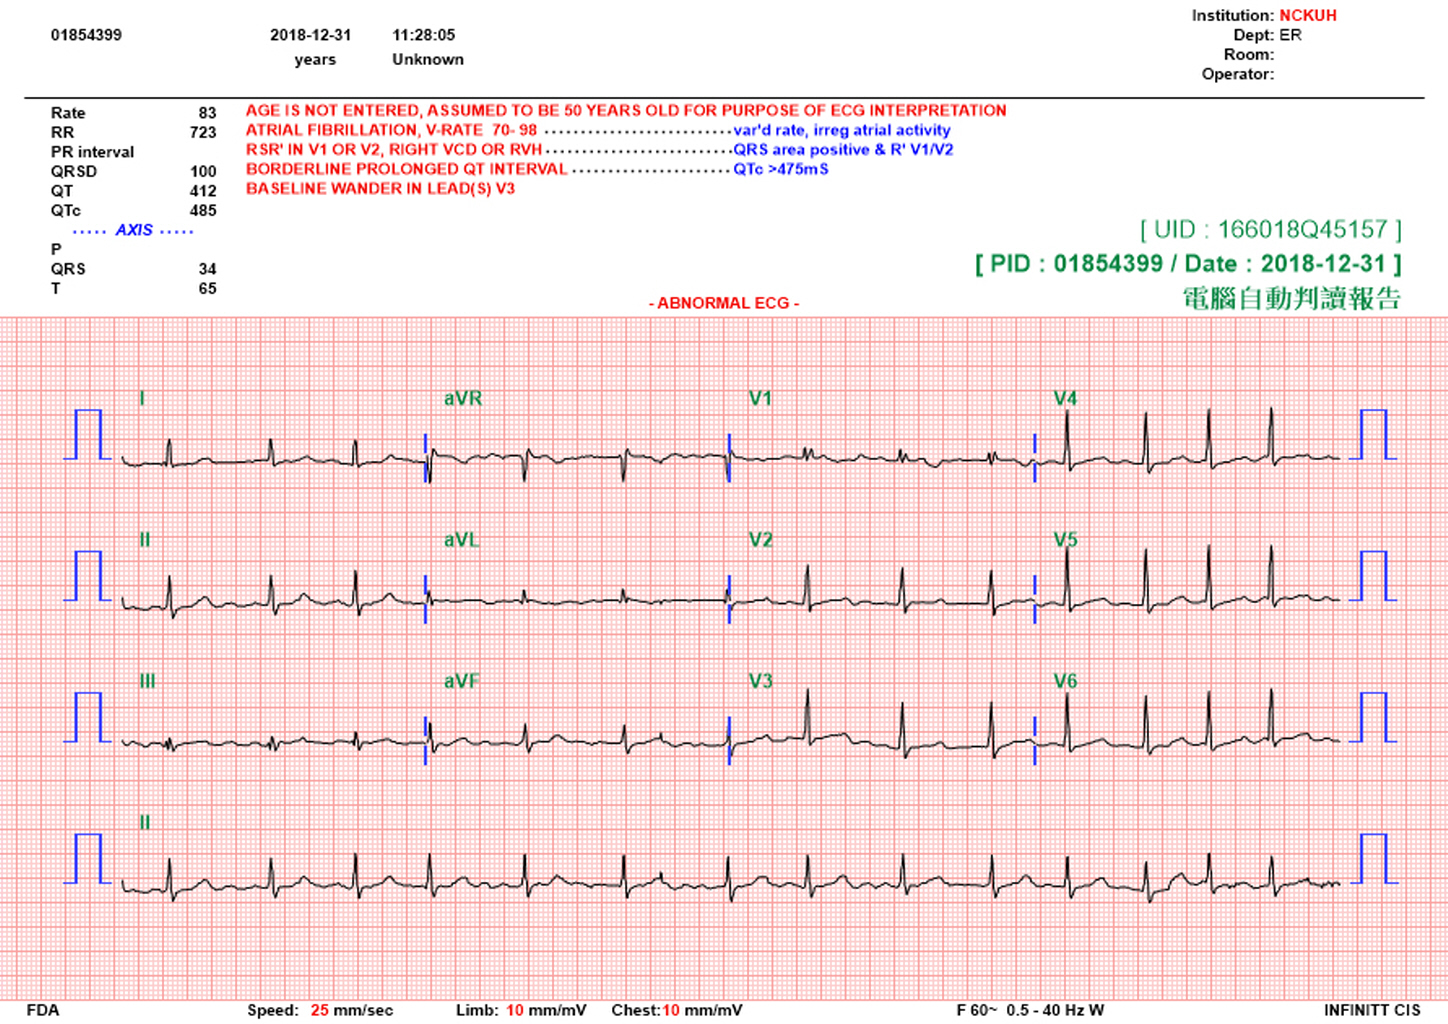 Institution: NCKUH
01854399 2018-12-31 11:28:05 Dept: ER
years Unknown Room:
Operator:
Rate 83 AGE IS NOT ENTERED, ASSUMED TO BE 50 YEARS OLD FOR PURPOSE OF ECG INTERPRETATION
RR 723 ATRIAL FIBRILLATION, V-RATE 70- 98 ........................ var'd rate, irreg atrial activity
PR interval RSR' IN V1 OR V2, RIGHT VCD OR RVH ........................ QRS area positive & R' V1/V2
QRSD 100 BORDERLINE PROLONGED QT INTERVAL .................... QTc >475mS
QT 412 BASELINE WANDER IN LEAD(S) V3
QTc 485
..... AXIS .....
[ UID : 166018Q45157 ]
P
[ PID : 01854399 / Date : 2018-12-31 ]
QRS 34
T 65
電腦自動判讀報告
- ABNORMAL ECG -
I aVR V1 V4
II aVL V2 V5
III aVF V3 V6
II
FDA Speed: 25 mm/sec Limb: 10 mm/mV Chest:10 mm/mV F 60~ 0.5 - 40 Hz W INFINITT CIS